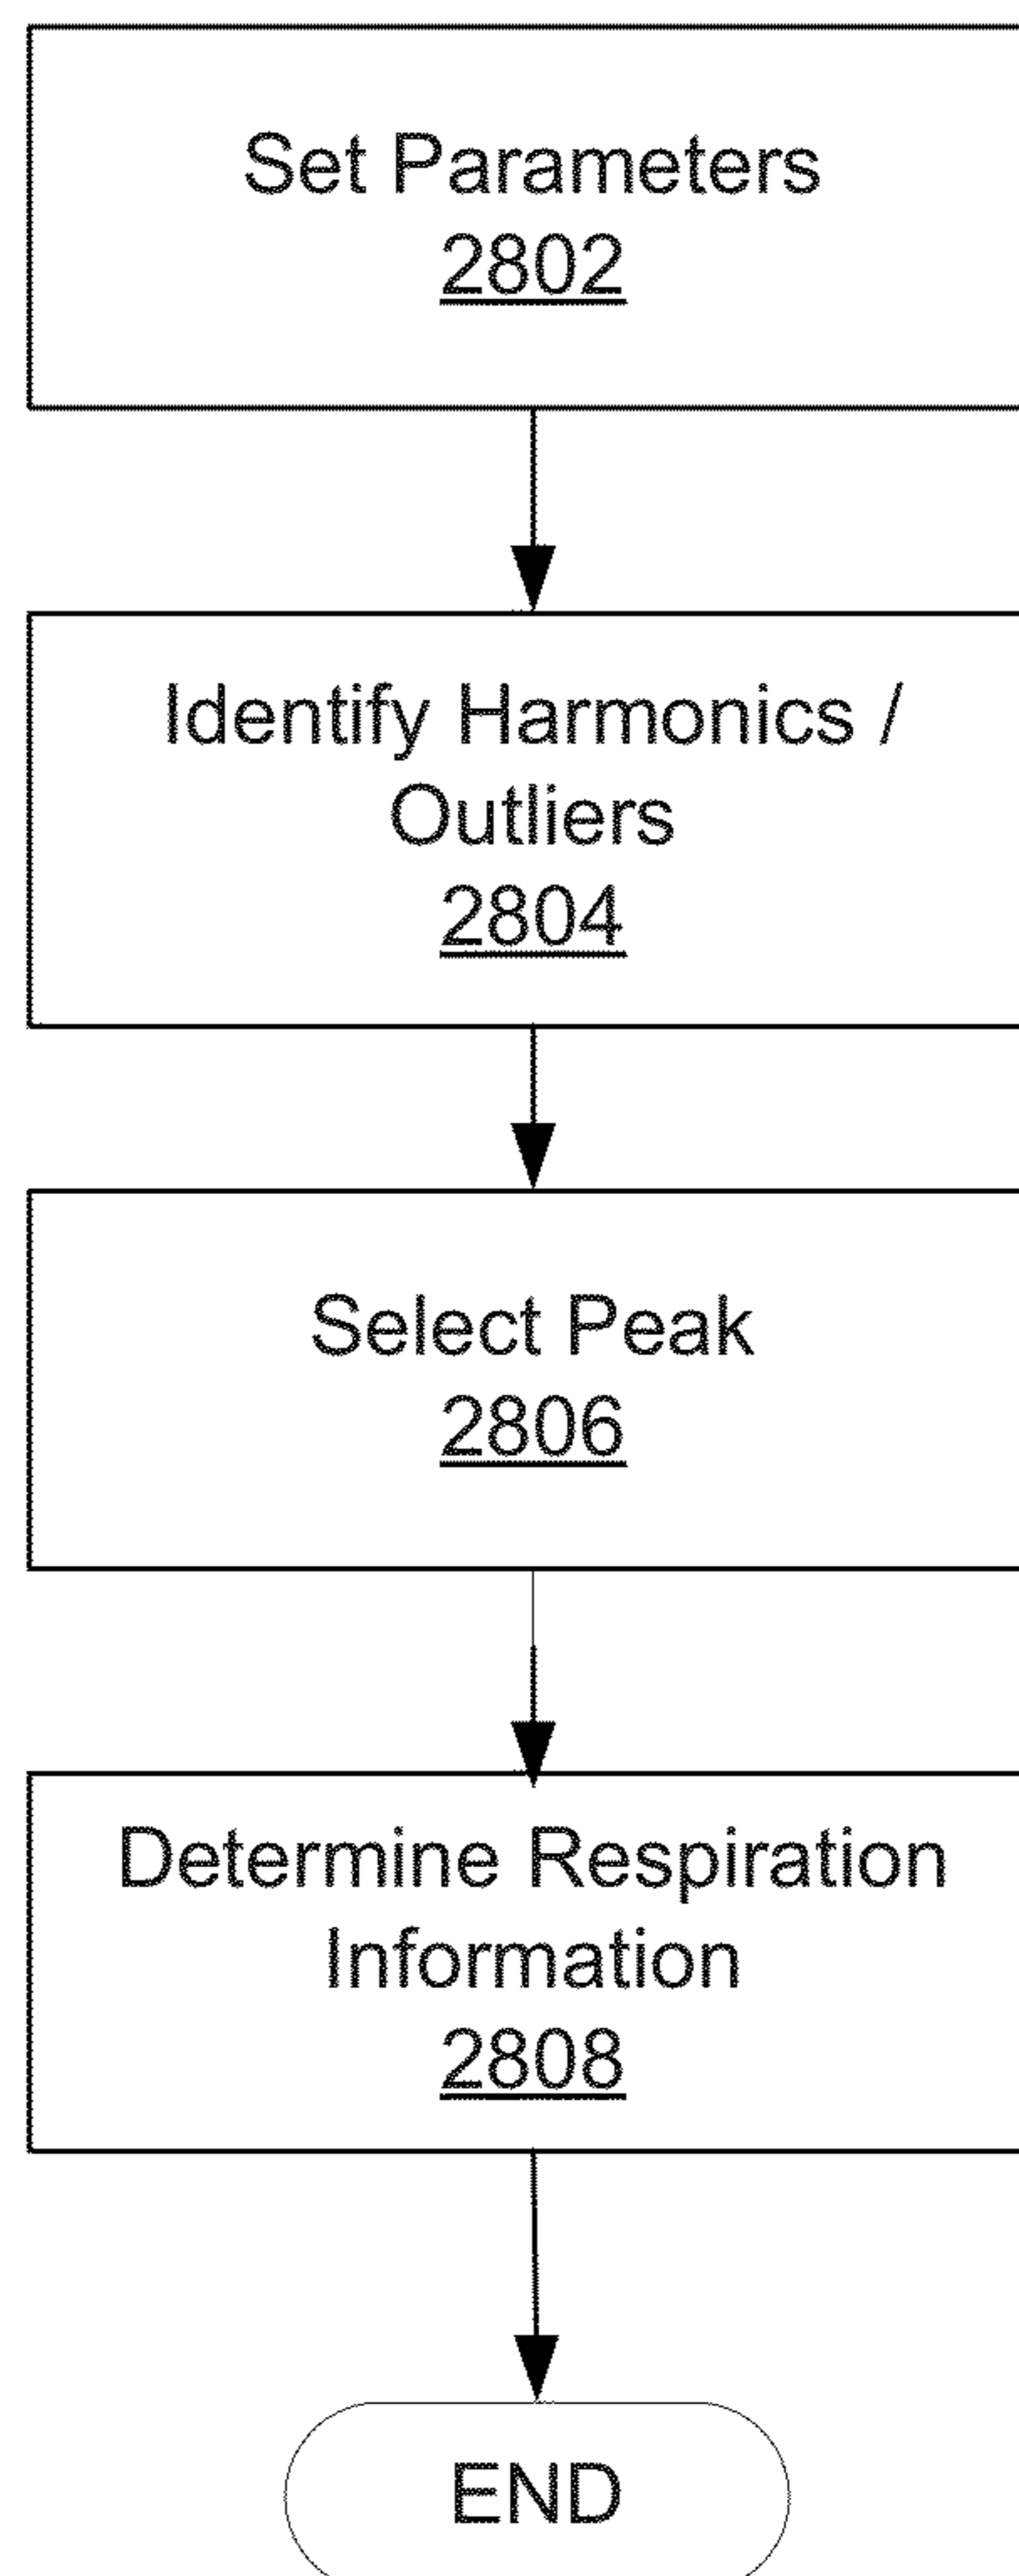 Set Parameters
2802
Identify Harmonics /
Outliers
2804
Select Peak
2806
Determine Respiration
Information
2808
END